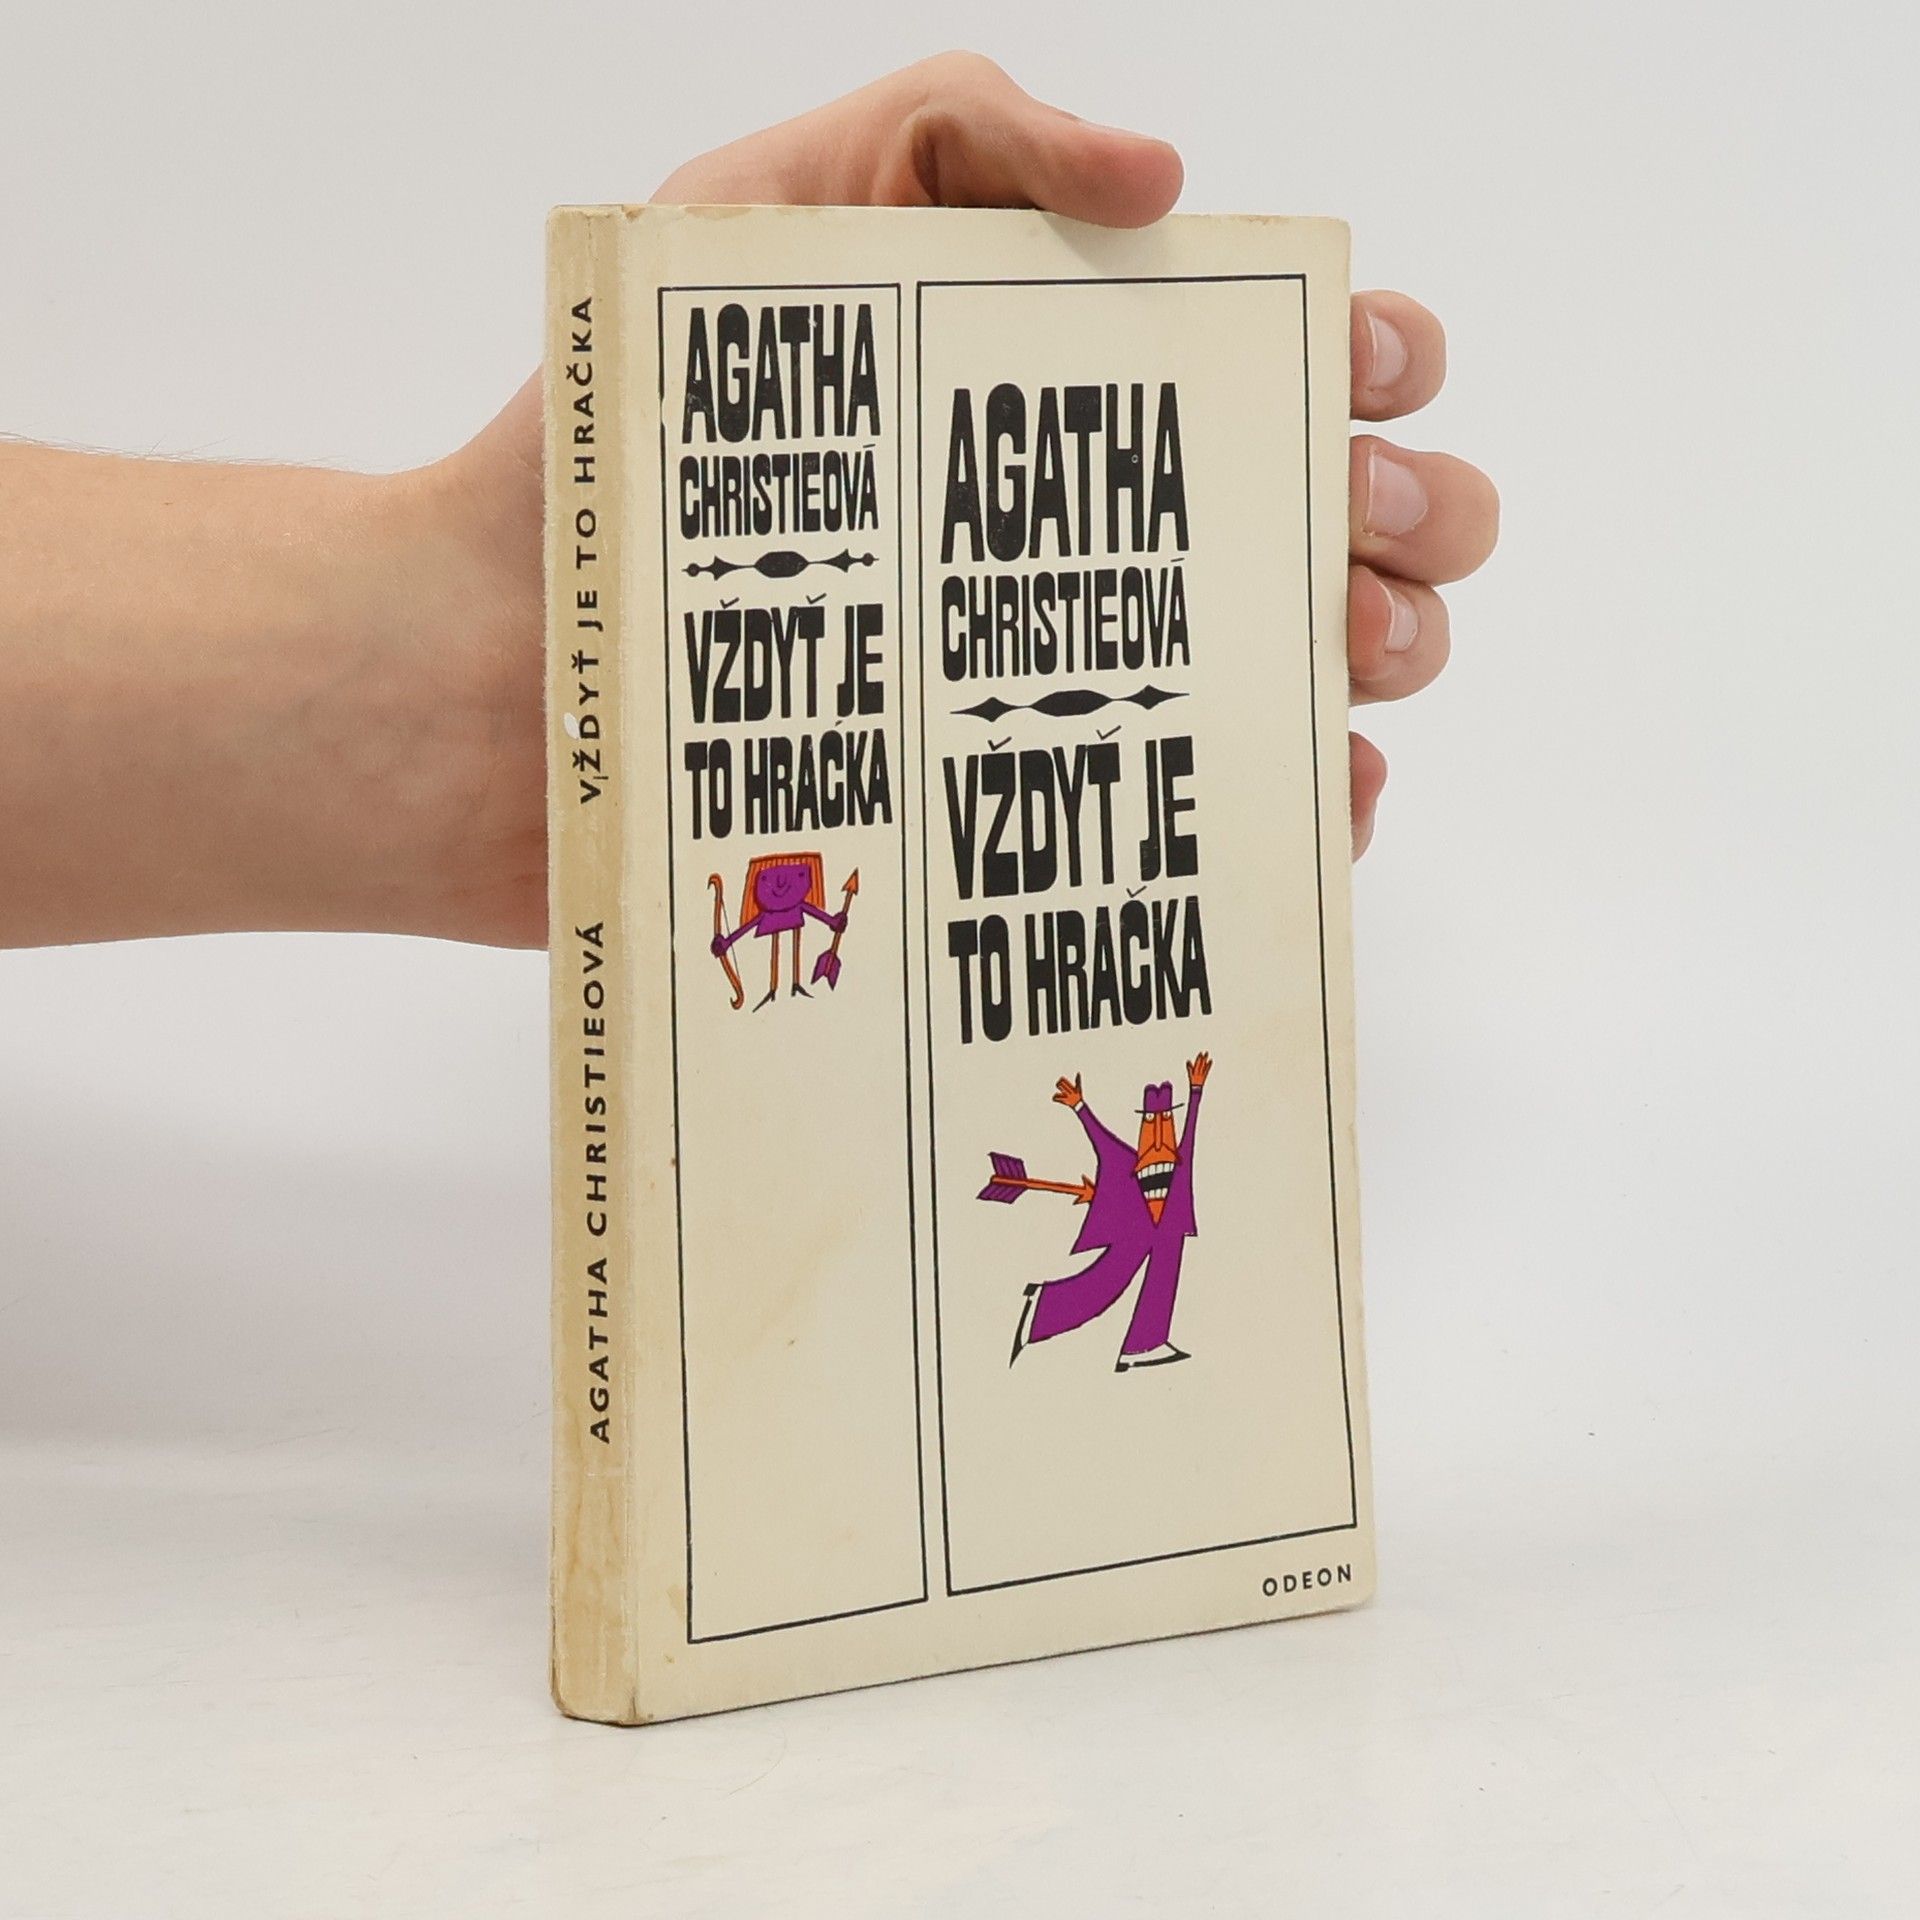 AGATHA CHRISTIEOVÁ VŽDYŤ JE TO HRAČKA
AGATHA
CHRISTIEOVÁ
VŽDYŤ JE
TO HRAČKA
AGATHA
CHRISTIEOVÁ
VŽDYŤ JE
TO HRAČKA
ODEON